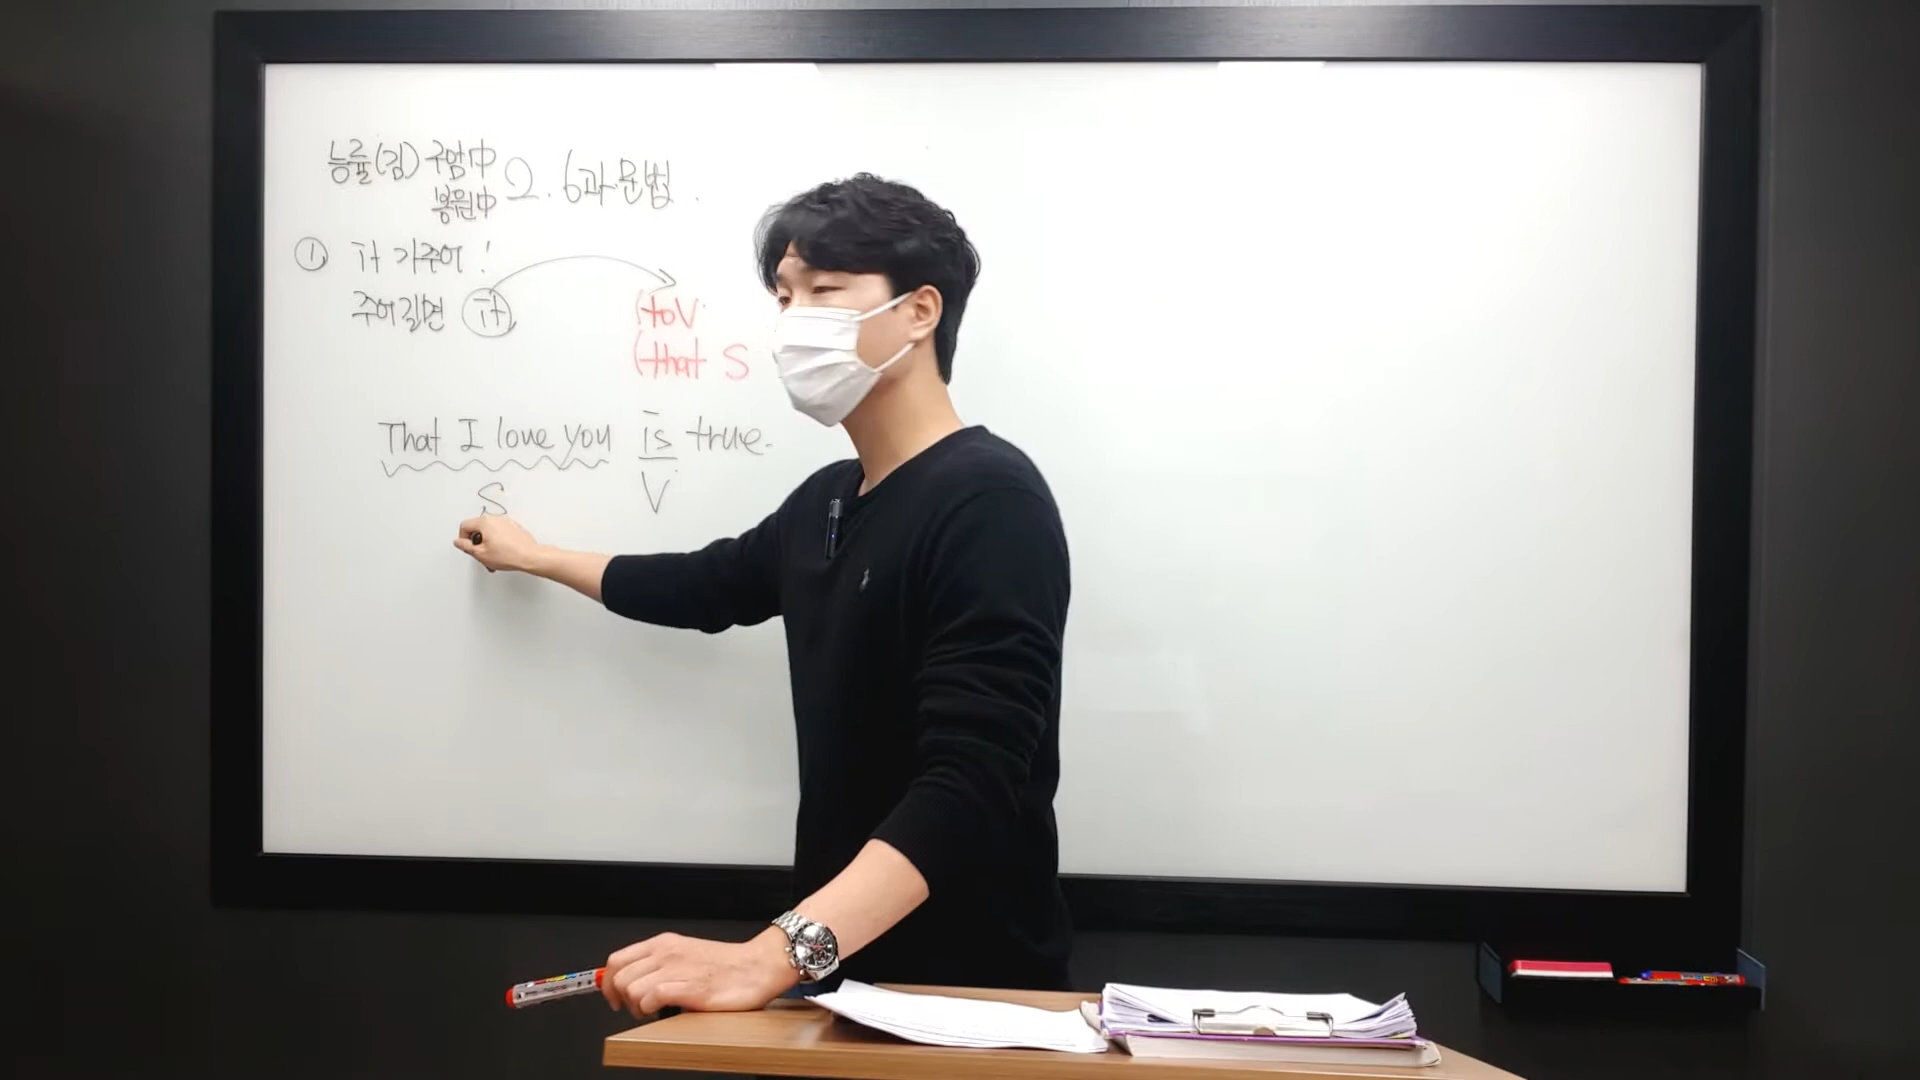 능률(김) 구암中
봉원中 2. 6과 문법.
① it 가주어!
주어 길면 it
(to V
(that S
That I love you is true.
S V